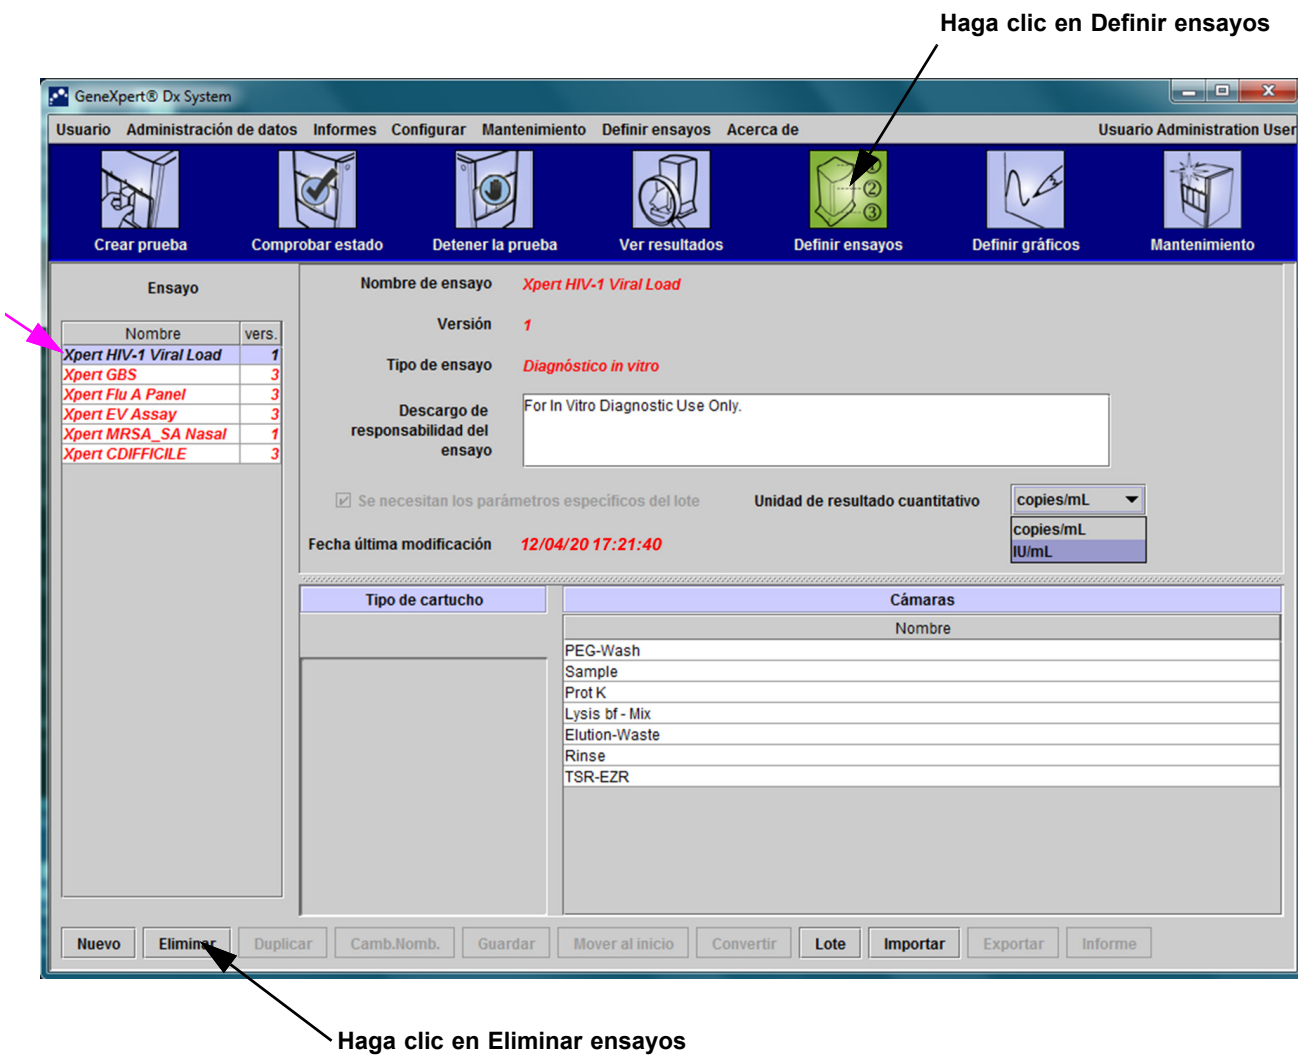 Haga clic en Definir ensayos
GeneXpert® Dx System
Usuario Administración de datos Informes Configurar Mantenimiento Definir ensayos Acerca de Usuario Administration User
① ② ③
Crear prueba Comprobar estado Detener la prueba Ver resultados Definir ensayos Definir gráficos Mantenimiento
Ensayo
Nombre vers.
Xpert HIV-1 Viral Load 1
Xpert GBS 3
Xpert Flu A Panel 3
Xpert EV Assay 3
Xpert MRSA_SA Nasal 1
Xpert CDIFFICILE 3
Nombre de ensayo Xpert HIV-1 Viral Load
Versión 1
Tipo de ensayo Diagnóstico in vitro
Descargo de
responsabilidad del
ensayo
For In Vitro Diagnostic Use Only.
Se necesitan los parámetros específicos del lote Unidad de resultado cuantitativo copies/mL
copies/mL
IU/mL
Fecha última modificación 12/04/20 17:21:40
Tipo de cartucho
Cámaras
Nombre
PEG-Wash
Sample
Prot K
Lysis bf - Mix
Elution-Waste
Rinse
TSR-EZR
Nuevo Eliminar Duplicar Camb.Nomb. Guardar Mover al inicio Convertir Lote Importar Exportar Informe
Haga clic en Eliminar ensayos